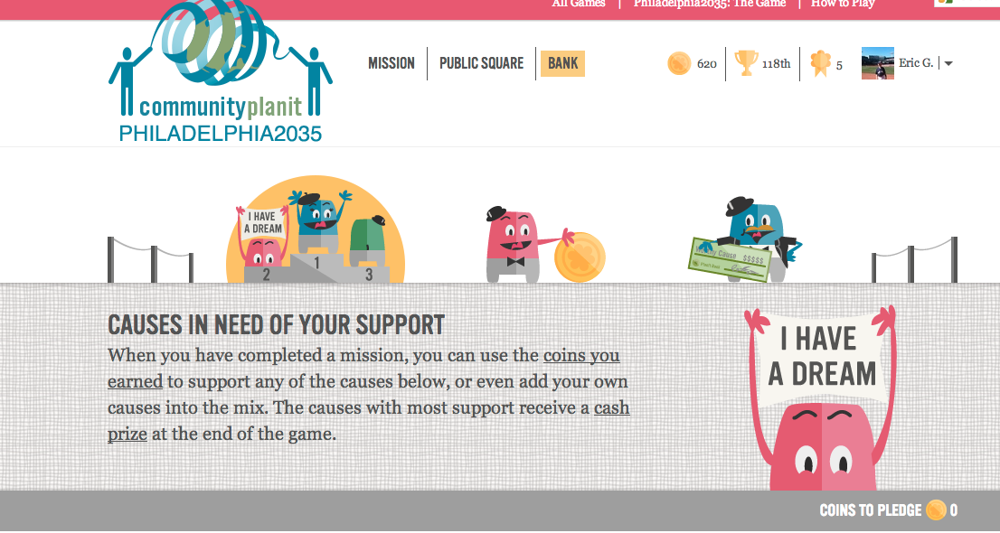 All Games | Philadelphia2035: The Game | How to Play
MISSION | PUBLIC SQUARE | BANK
620 | 118th | 5 Eric G. |
communityplanit
PHILADELPHIA2035
I HAVE
A DREAM
1
2
3
Cause $$$$$
CAUSES IN NEED OF YOUR SUPPORT
When you have completed a mission, you can use the coins you
earned to support any of the causes below, or even add your own
causes into the mix. The causes with most support receive a cash
prize at the end of the game.
I HAVE
A DREAM
COINS TO PLEDGE 0